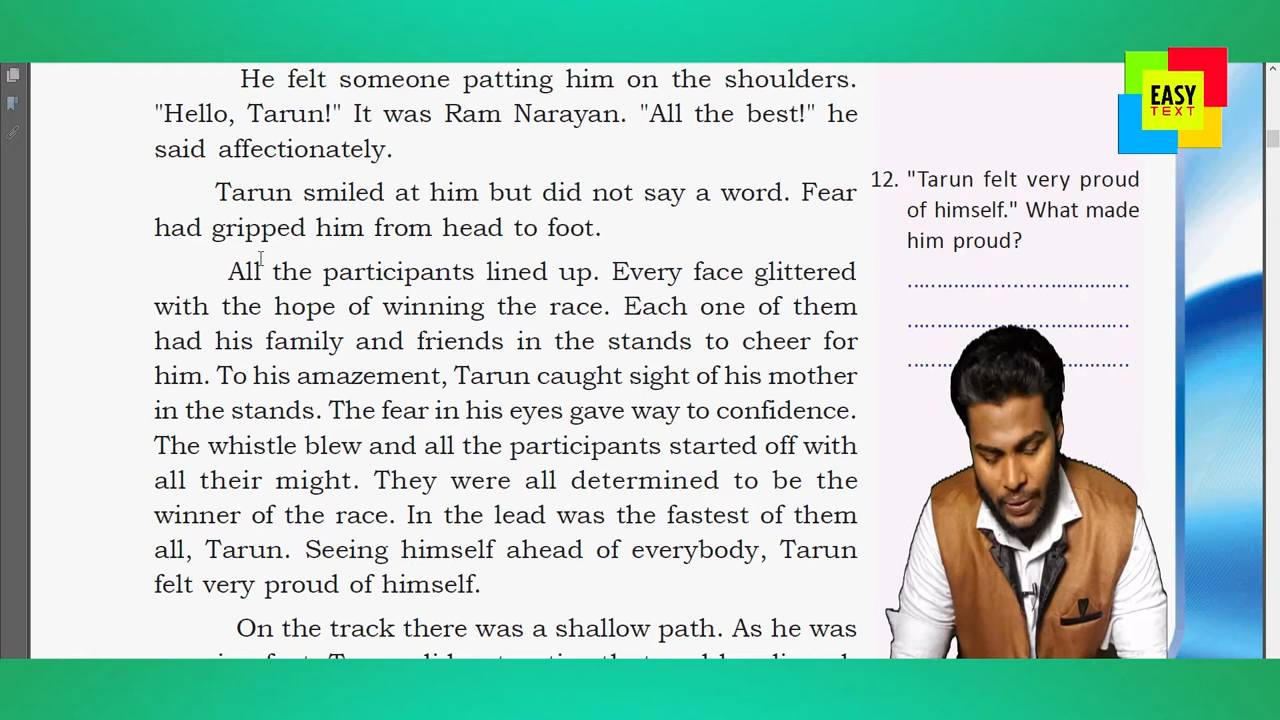 He felt someone patting him on the shoulders.
"Hello, Tarun!" It was Ram Narayan. "All the best!" he
said affectionately.
Tarun smiled at him but did not say a word. Fear
had gripped him from head to foot.
All the participants lined up. Every face glittered
with the hope of winning the race. Each one of them
had his family and friends in the stands to cheer for
him. To his amazement, Tarun caught sight of his mother
in the stands. The fear in his eyes gave way to confidence.
The whistle blew and all the participants started off with
all their might. They were all determined to be the
winner of the race. In the lead was the fastest of them
all, Tarun. Seeing himself ahead of everybody, Tarun
felt very proud of himself.
On the track there was a shallow path. As he was
EASY
TEXT
12. "Tarun felt very proud
of himself." What made
him proud?